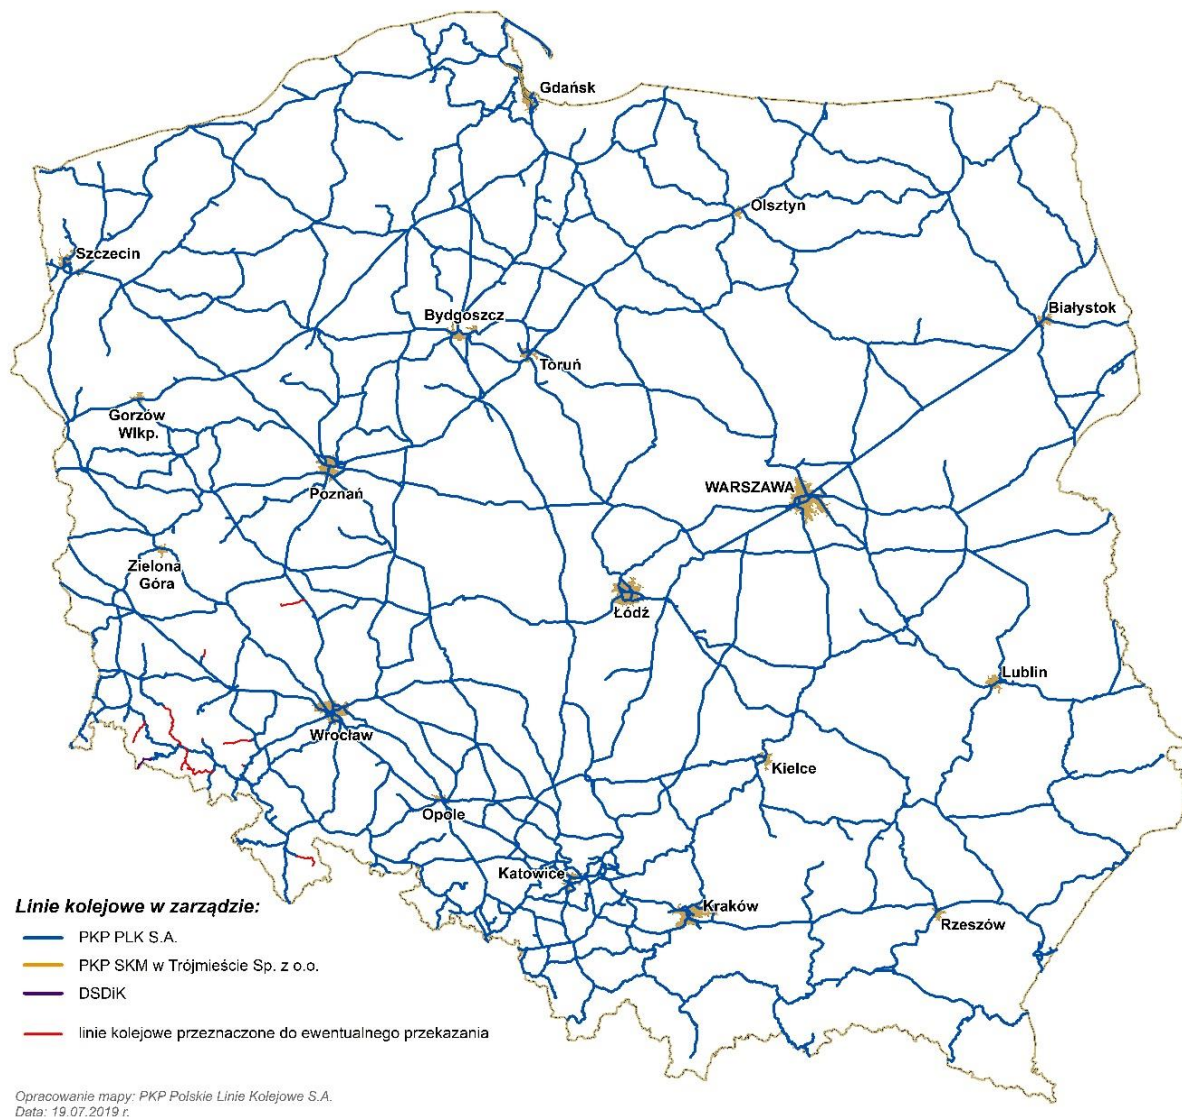 Gdańsk
Olsztyn
Szczecin
Białystok
Bydgoszcz
Toruń
Gorzów
Wlkp.
WARSZAWA
Poznań
Zielona
Góra
Łódź
Lublin
Wrocław
Kielce
Opole
Katowice
Kraków
Rzeszów
Linie kolejowe w zarządzie:
PKP PLK S.A.
PKP SKM w Trójmieście Sp. z o.o.
DSDiK
linie kolejowe przeznaczone do ewentualnego przekazania
Opracowanie mapy: PKP Polskie Linie Kolejowe S.A.
Data: 19.07.2019 r.